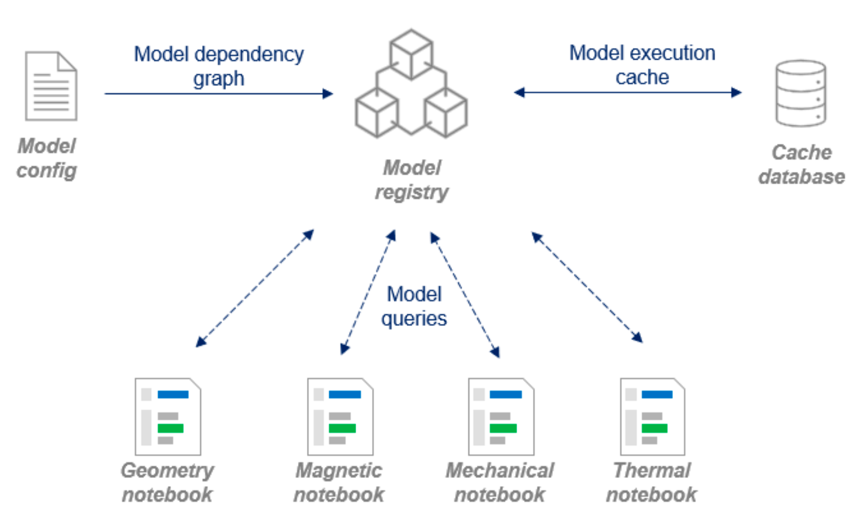 Model dependency
graph
Model execution
cache
Model
config
Model
registry
Cache
database
Model
queries
Geometry
notebook
Magnetic
notebook
Mechanical
notebook
Thermal
notebook